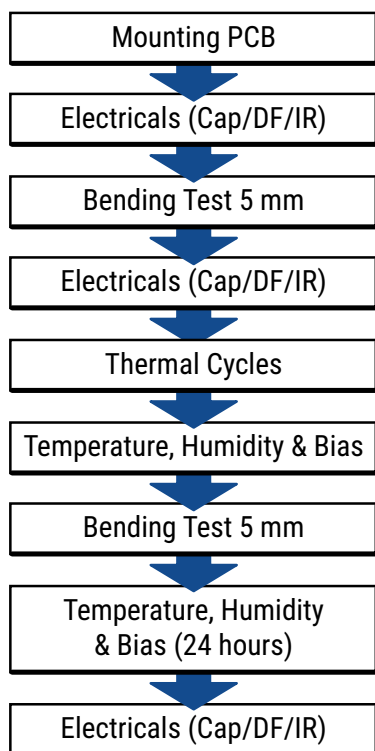 Mounting PCB
Electricals (Cap/DF/IR)
Bending Test 5 mm
Electricals (Cap/DF/IR)
Thermal Cycles
Temperature, Humidity & Bias
Bending Test 5 mm
Temperature, Humidity
& Bias (24 hours)
Electricals (Cap/DF/IR)